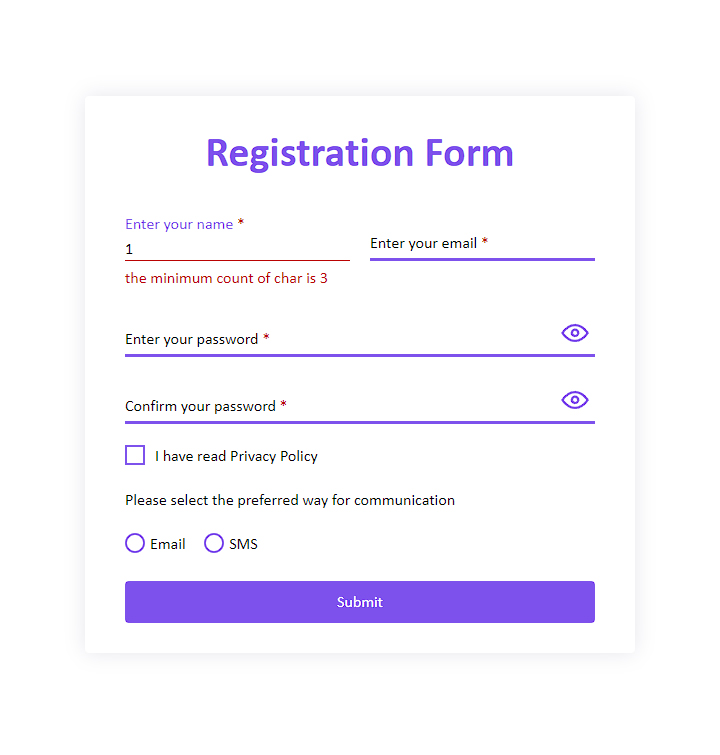 Registration Form
Enter your name *
1
Enter your email *
the minimum count of char is 3
Enter your password *
Confirm your password *
I have read Privacy Policy
Please select the preferred way for communication
Email SMS
Submit